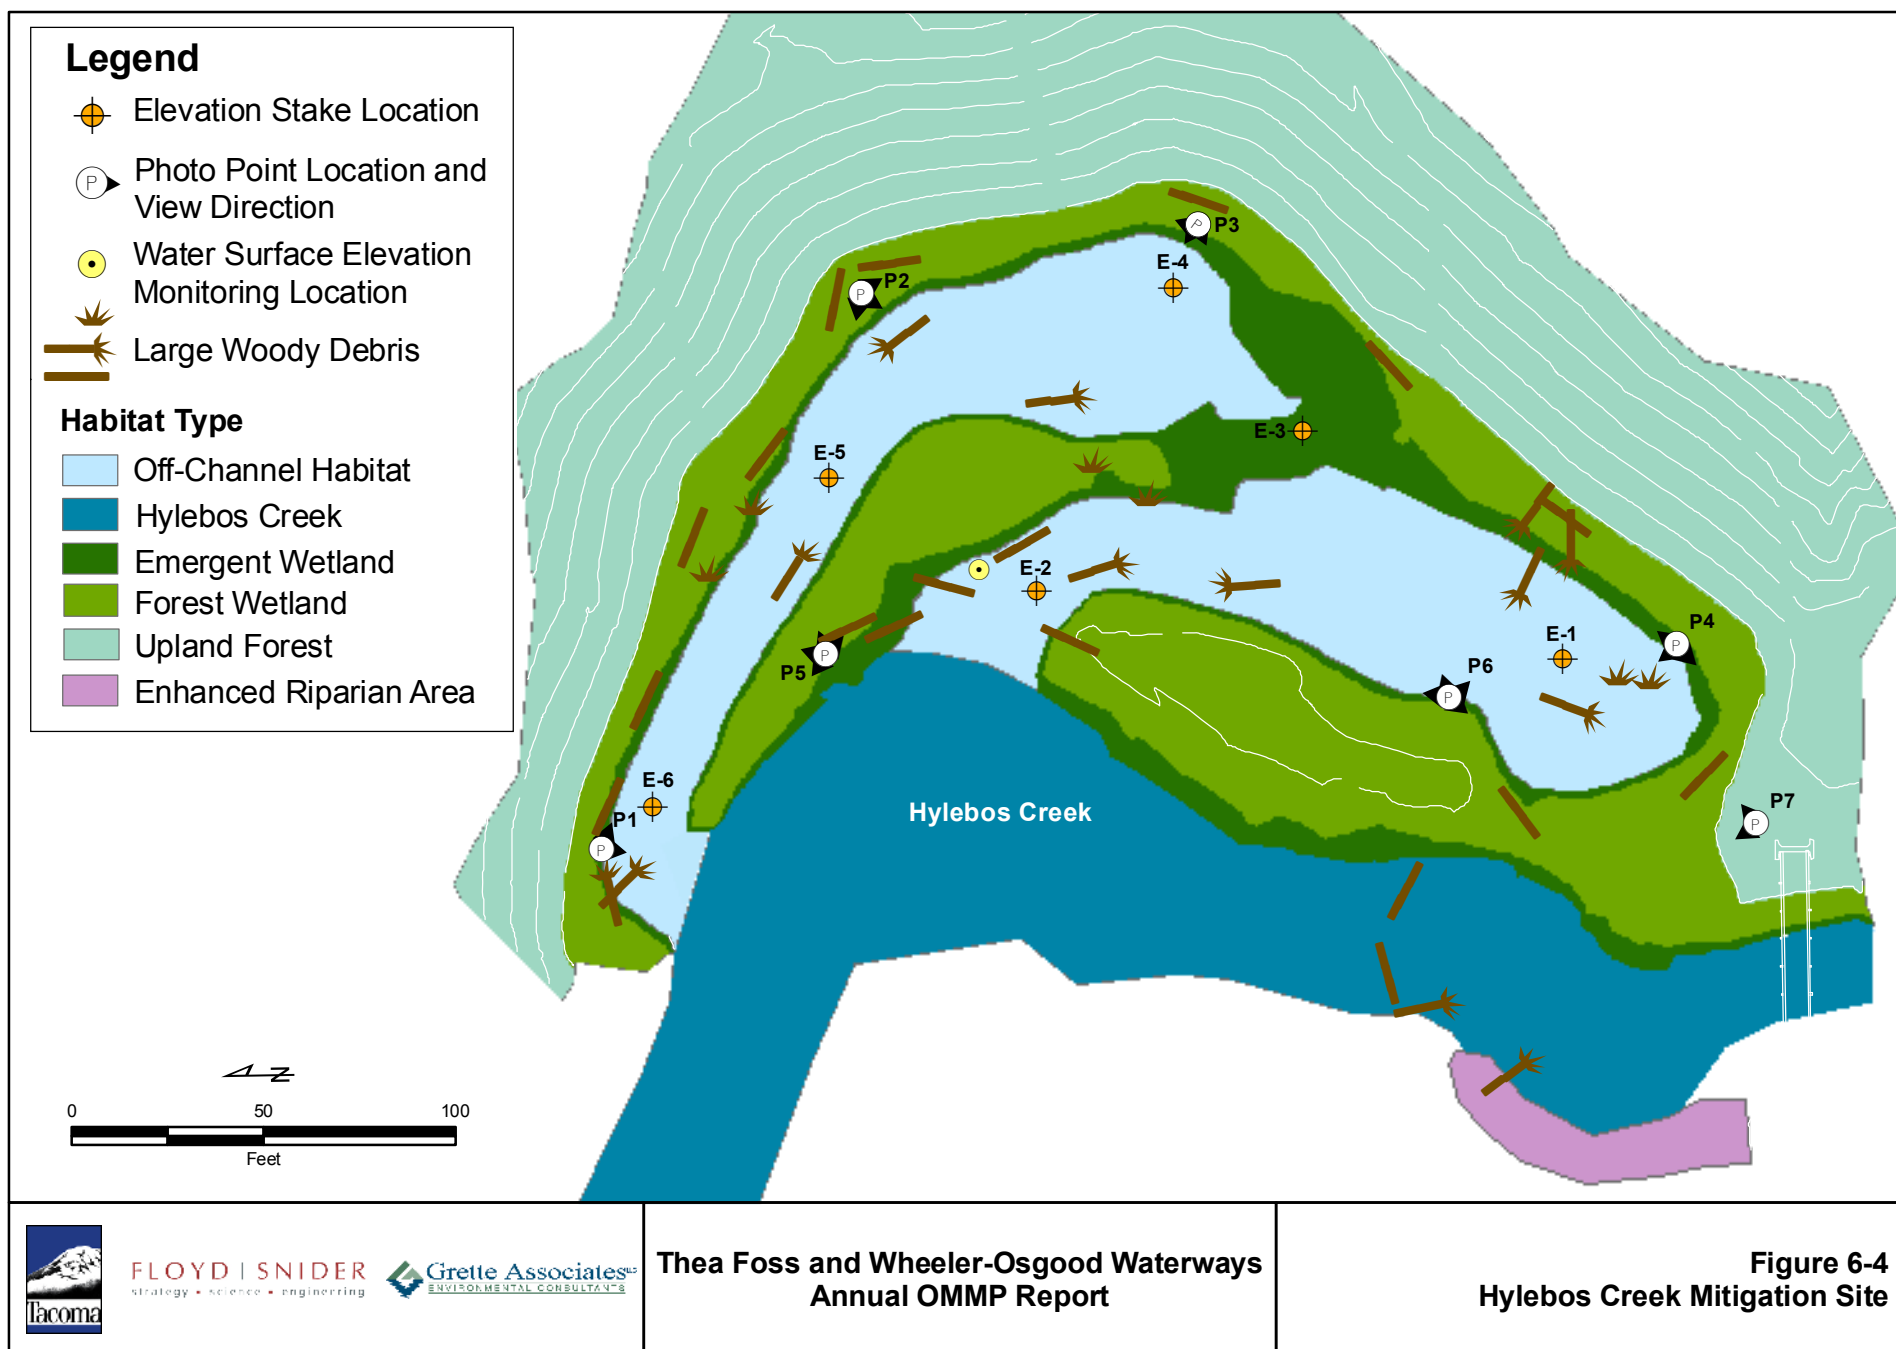 Legend
Elevation Stake Location
P
Photo Point Location and
View Direction
Water Surface Elevation
Monitoring Location
Large Woody Debris
Habitat Type
Off-Channel Habitat
Hylebos Creek
Emergent Wetland
Forest Wetland
Upland Forest
Enhanced Riparian Area
P P3
E-4
P P2
E-3
E-5
E-2
E-1
P P4
P P5
P P6
E-6
P P1
P P7
Hylebos Creek
N
0 50 100
Feet
Tacoma
FLOYD | SNIDER
strategy ▪ science ▪ engineering
Grette Associates LLC
ENVIRONMENTAL CONSULTANTS
Thea Foss and Wheeler-Osgood Waterways
Annual OMMP Report
Figure 6-4
Hylebos Creek Mitigation Site